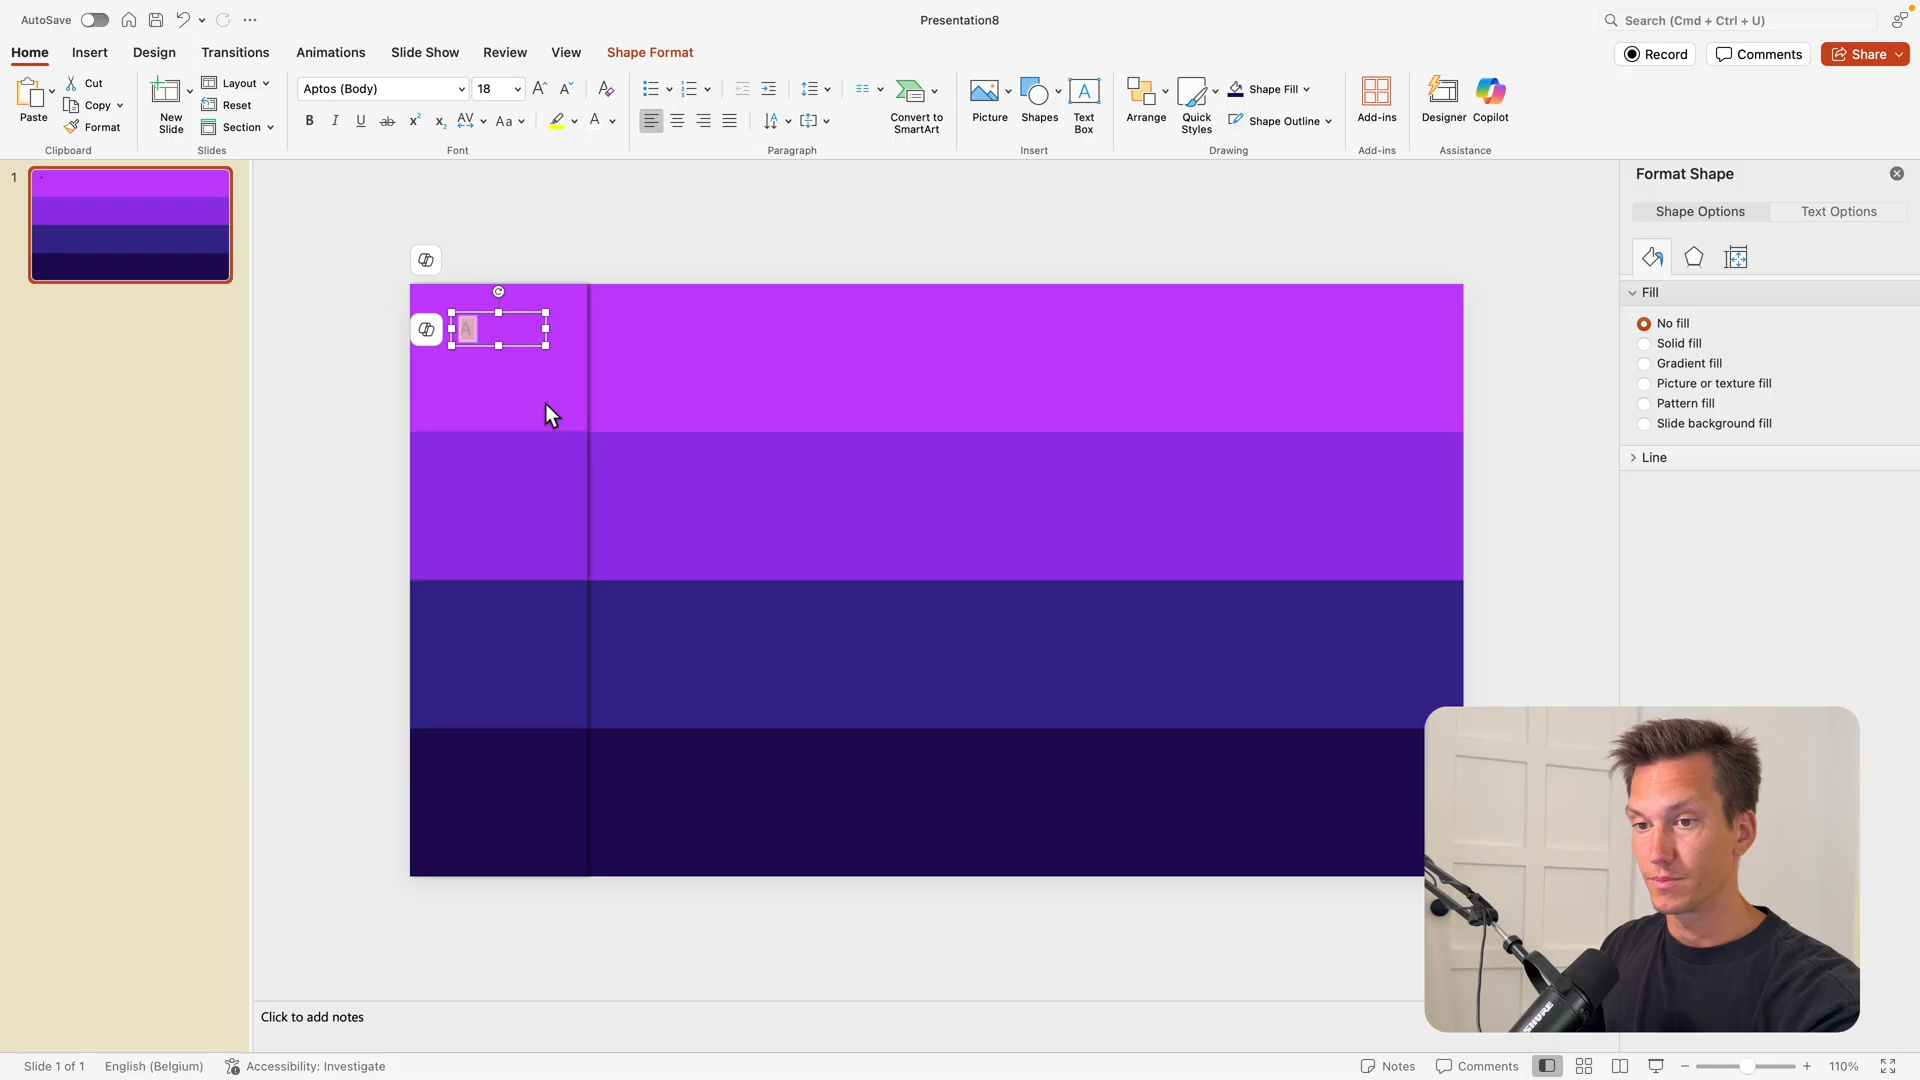 AutoSave
Presentation8
Search (Cmd + Ctrl + U)
Home
Insert
Design
Transitions
Animations
Slide Show
Review
View
Shape Format
Record
Comments
Share
Paste
Cut
Copy
Format
Clipboard
New
Slide
Layout
Reset
Section
Slides
Aptos (Body)
18
Font
Paragraph
Convert to
SmartArt
Picture
Shapes
Text
Box
Insert
Arrange
Quick
Styles
Shape Fill
Shape Outline
Drawing
Add-ins
Add-ins
Designer
Copilot
Assistance
1
A
Format Shape
Shape Options
Text Options
Fill
No fill
Solid fill
Gradient fill
Picture or texture fill
Pattern fill
Slide background fill
Line
SHURE
Click to add notes
Slide 1 of 1
English (Belgium)
Accessibility: Investigate
Notes
Comments
110%